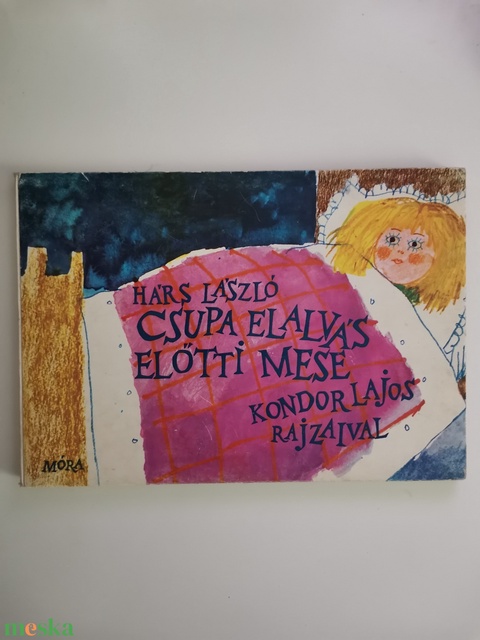 HÁRS LÁSZLÓ
CSUPA ELALVÁS
ELŐTTI MESE
KONDOR LAJOS
RAJZAIVAL
MÓRA
meska